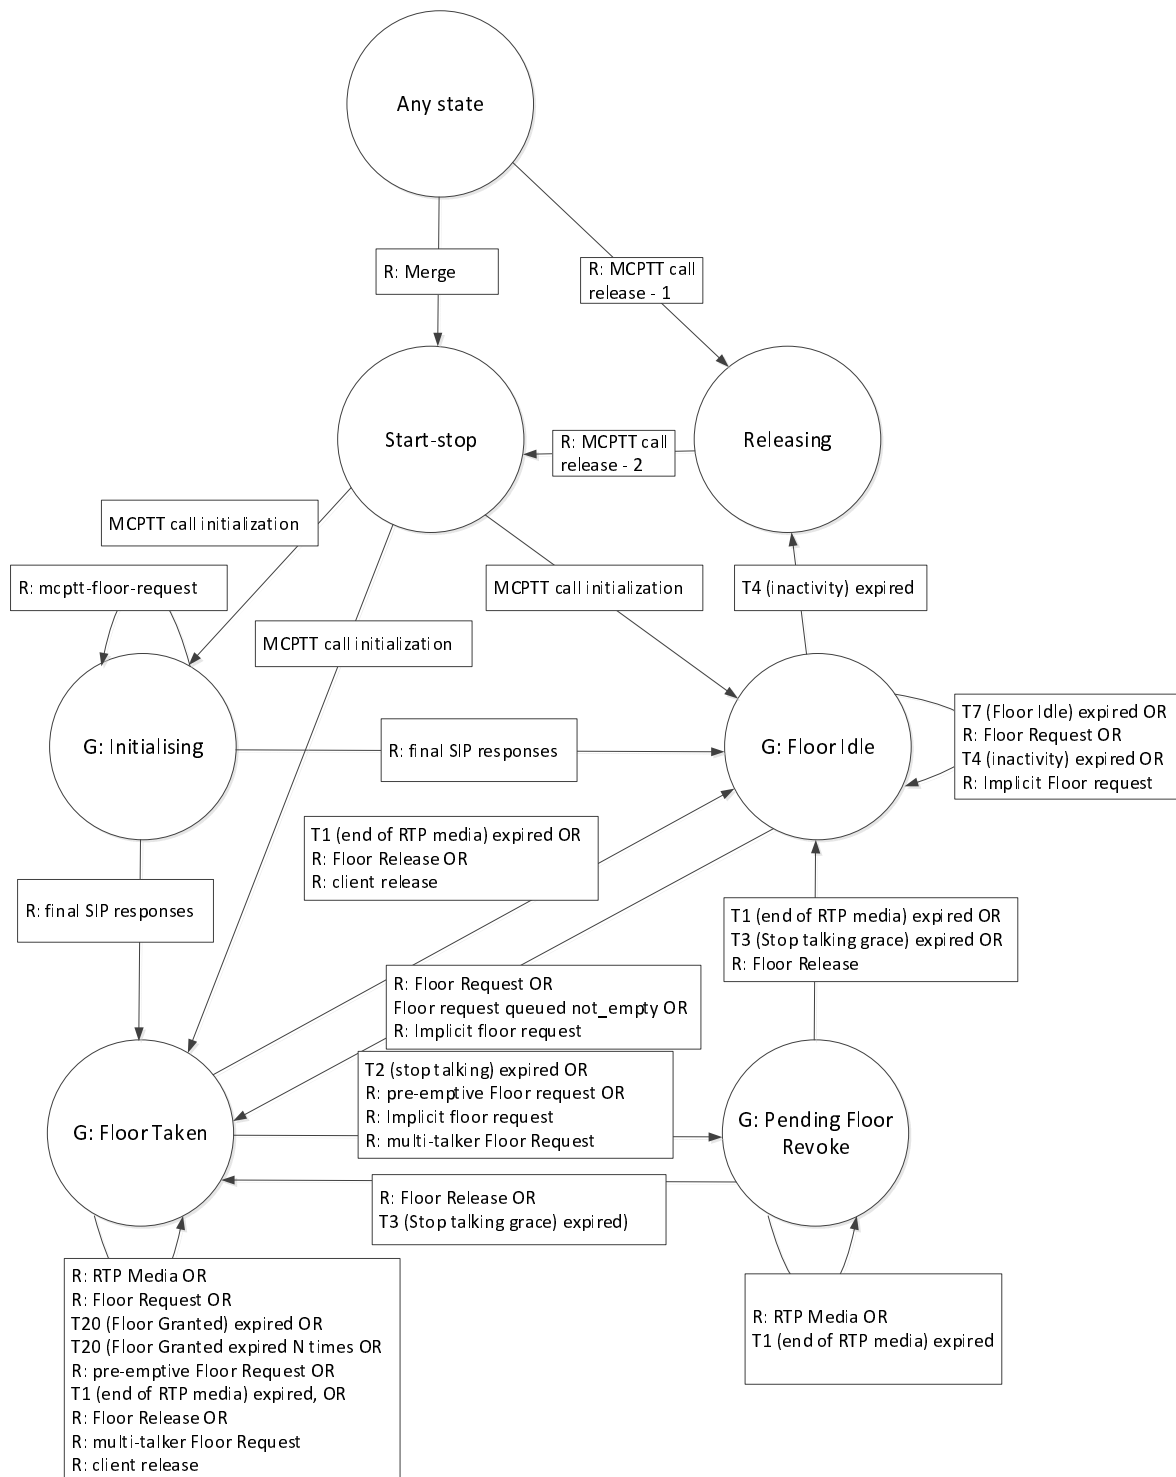 Any state
R: Merge
R: MCPTT call
release - 1
Start-stop
Releasing
R: MCPTT call
release - 2
MCPTT call initialization
R: mcptt-floor-request
MCPTT call initialization
T4 (inactivity) expired
MCPTT call initialization
G: Initialising
R: final SIP responses
G: Floor Idle
T7 (Floor Idle) expired OR
R: Floor Request OR
T4 (inactivity) expired OR
R: Implicit Floor request
T1 (end of RTP media) expired OR
R: Floor Release OR
R: client release
R: final SIP responses
T1 (end of RTP media) expired OR
T3 (Stop talking grace) expired OR
R: Floor Release
R: Floor Request OR
Floor request queued not_empty OR
R: Implicit floor request
T2 (stop talking) expired OR
R: pre-emptive Floor request OR
R: Implicit floor request
R: multi-talker Floor Request
G: Floor Taken
G: Pending Floor
Revoke
R: Floor Release OR
T3 (Stop talking grace) expired)
R: RTP Media OR
R: Floor Request OR
T20 (Floor Granted) expired OR
T20 (Floor Granted expired N times OR
R: pre-emptive Floor Request OR
T1 (end of RTP media) expired, OR
R: Floor Release OR
R: multi-talker Floor Request
R: client release
R: RTP Media OR
T1 (end of RTP media) expired